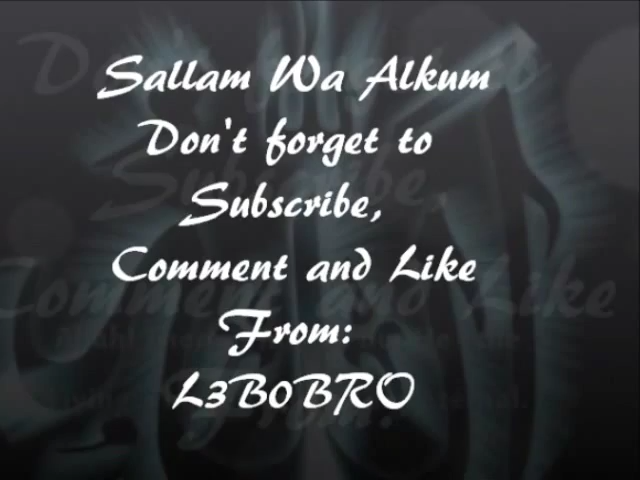 Sallam Wa Alkum
Don't forget to
Subscribe,
Comment and Like
From:
L3B0BRO